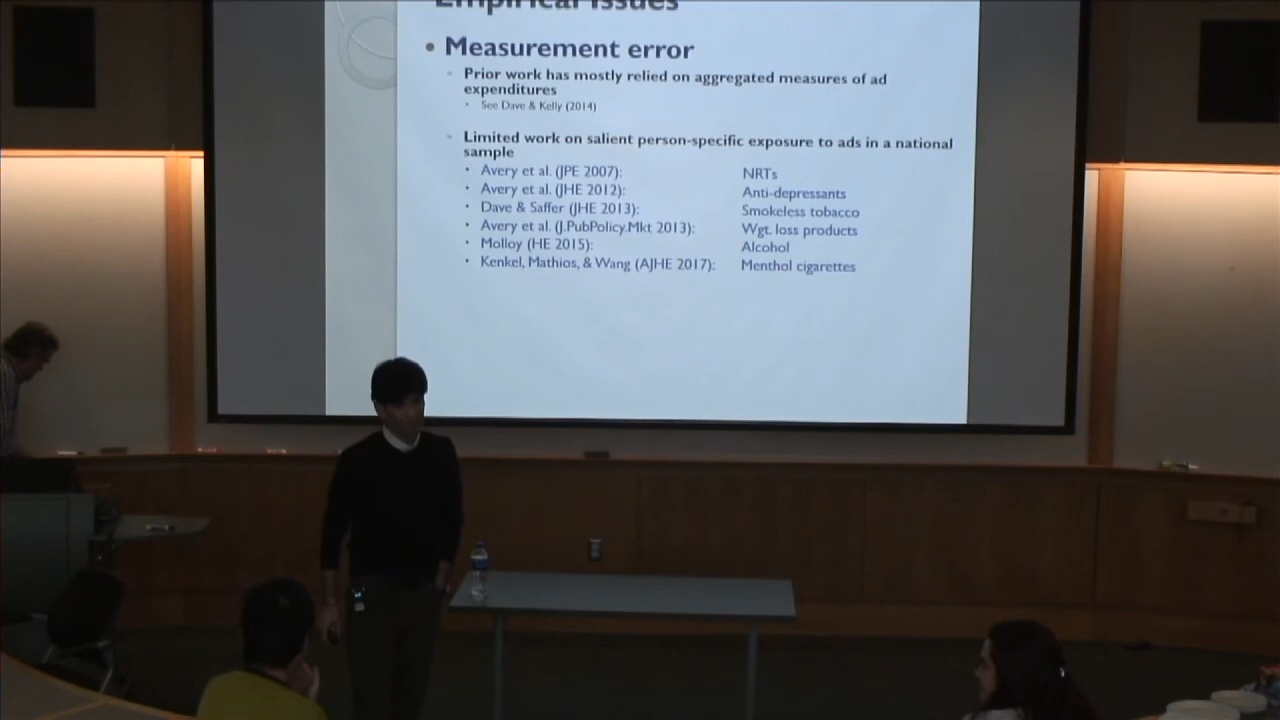 Empirical Issues
• Measurement error
Prior work has mostly relied on aggregated measures of ad
expenditures
• See Dave & Kelly (2014)
Limited work on salient person-specific exposure to ads in a national
sample
• Avery et al. (JPE 2007): NRTs
• Avery et al. (JHE 2012): Anti-depressants
• Dave & Saffer (JHE 2013): Smokeless tobacco
• Avery et al. (J.PubPolicy.Mkt 2013): Wgt. loss products
• Molloy (HE 2015): Alcohol
• Kenkel, Mathios, & Wang (AJHE 2017): Menthol cigarettes